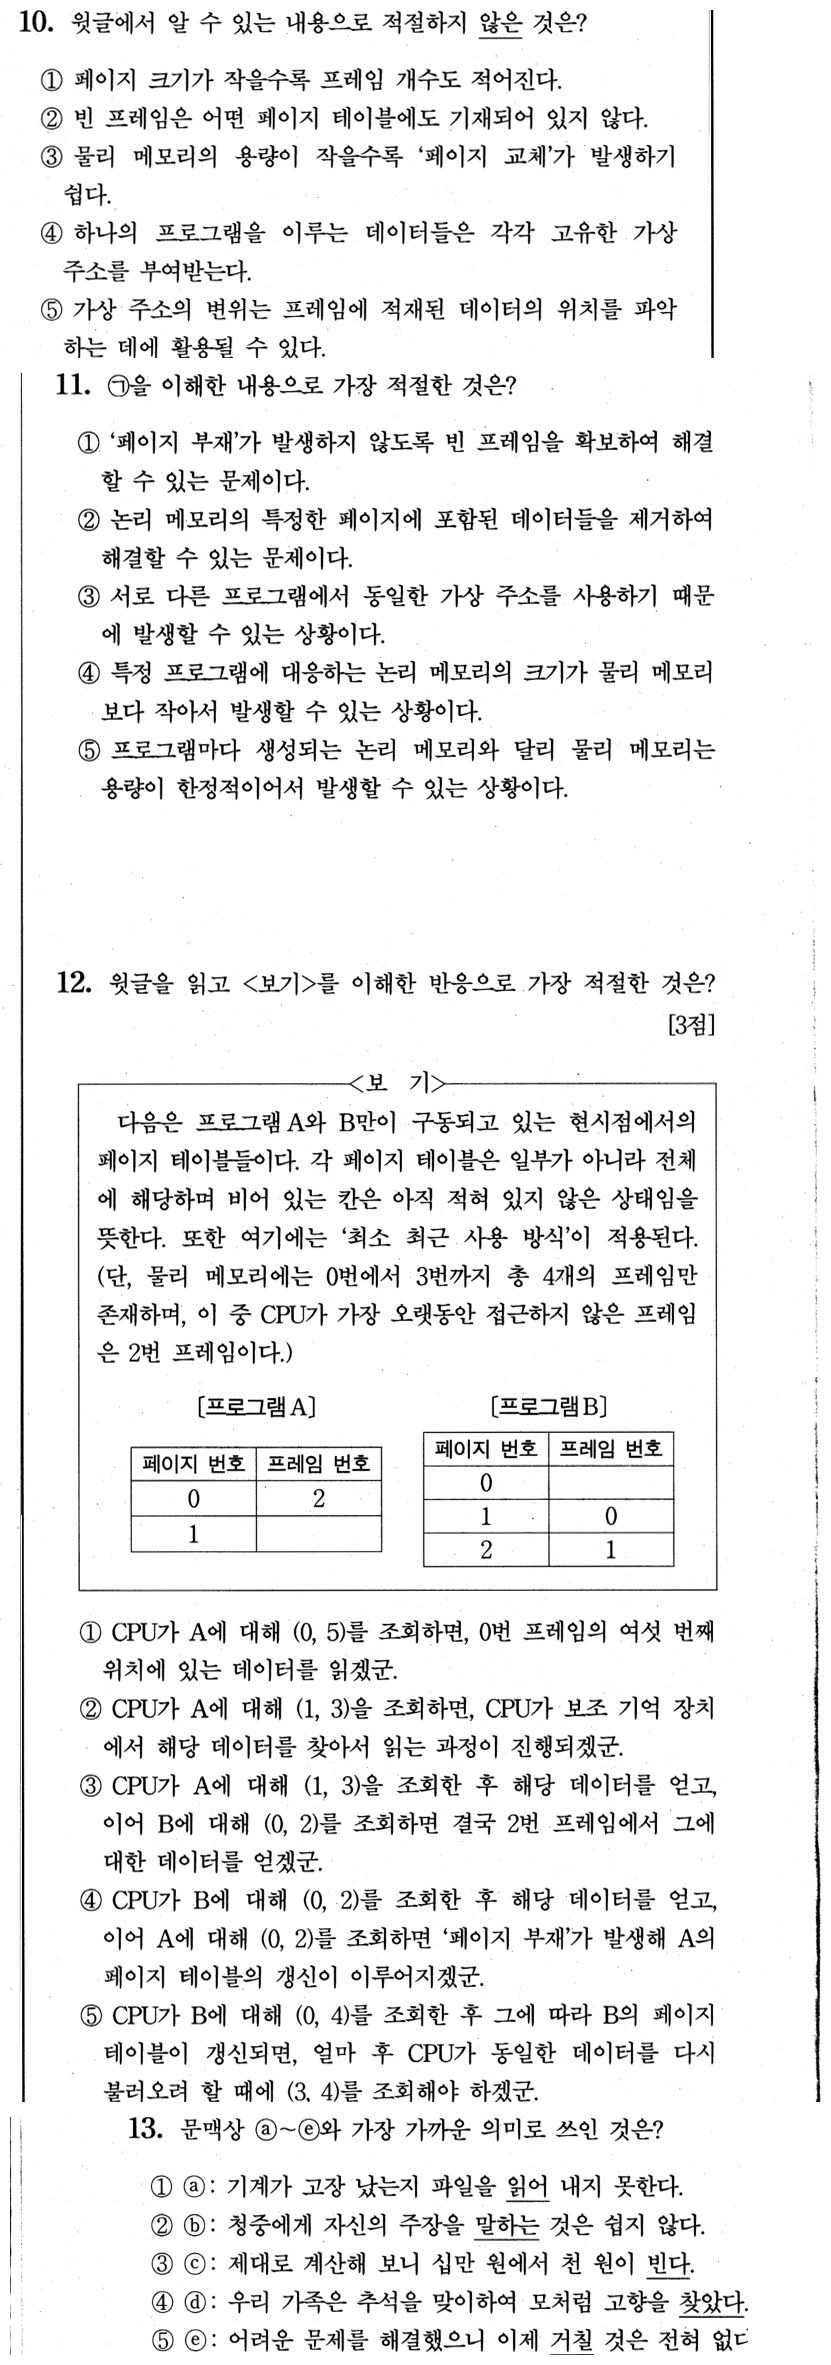 10. 윗글에서 알 수 있는 내용으로 적절하지 않은 것은?
① 페이지 크기가 작을수록 프레임 개수도 적어진다.
② 빈 프레임은 어떤 페이지 테이블에도 기재되어 있지 않다.
③ 물리 메모리의 용량이 작을수록 ‘페이지 교체’가 발생하기
쉽다.
④ 하나의 프로그램을 이루는 데이터들은 각각 고유한 가상
주소를 부여받는다.
⑤ 가상 주소의 변위는 프레임에 적재된 데이터의 위치를 파악
하는 데에 활용될 수 있다.
11. ㉠을 이해한 내용으로 가장 적절한 것은?
① ‘페이지 부재’가 발생하지 않도록 빈 프레임을 확보하여 해결
할 수 있는 문제이다.
② 논리 메모리의 특정한 페이지에 포함된 데이터들을 제거하여
해결할 수 있는 문제이다.
③ 서로 다른 프로그램에서 동일한 가상 주소를 사용하기 때문
에 발생할 수 있는 상황이다.
④ 특정 프로그램에 대응하는 논리 메모리의 크기가 물리 메모리
보다 작아서 발생할 수 있는 상황이다.
⑤ 프로그램마다 생성되는 논리 메모리와 달리 물리 메모리는
용량이 한정적이어서 발생할 수 있는 상황이다.
12. 윗글을 읽고 <보기>를 이해한 반응으로 가장 적절한 것은?
[3점]
<보 기>
다음은 프로그램 A와 B만이 구동되고 있는 현시점에서의
페이지 테이블들이다. 각 페이지 테이블은 일부가 아니라 전체
에 해당하며 비어 있는 칸은 아직 적혀 있지 않은 상태임을
뜻한다. 또한 여기에는 ‘최소 최근 사용 방식’이 적용된다.
(단, 물리 메모리에는 0번에서 3번까지 총 4개의 프레임만
존재하며, 이 중 CPU가 가장 오랫동안 접근하지 않은 프레임
은 2번 프레임이다.)
[프로그램 A]
페이지 번호 프레임 번호
0 2
1
[프로그램 B]
페이지 번호 프레임 번호
0
1 0
2 1
① CPU가 A에 대해 (0, 5)를 조회하면, 0번 프레임의 여섯 번째
위치에 있는 데이터를 읽겠군.
② CPU가 A에 대해 (1, 3)을 조회하면, CPU가 보조 기억 장치
에서 해당 데이터를 찾아서 읽는 과정이 진행되겠군.
③ CPU가 A에 대해 (1, 3)을 조회한 후 해당 데이터를 얻고,
이어 B에 대해 (0, 2)를 조회하면 결국 2번 프레임에서 그에
대한 데이터를 얻겠군.
④ CPU가 B에 대해 (0, 2)를 조회한 후 해당 데이터를 얻고,
이어 A에 대해 (0, 2)를 조회하면 ‘페이지 부재’가 발생해 A의
페이지 테이블의 갱신이 이루어지겠군.
⑤ CPU가 B에 대해 (0, 4)를 조회한 후 그에 따라 B의 페이지
테이블이 갱신되면, 얼마 후 CPU가 동일한 데이터를 다시
불러오려 할 때에 (3, 4)를 조회해야 하겠군.
13. 문맥상 ⓐ~ⓔ와 가장 가까운 의미로 쓰인 것은?
① ⓐ: 기계가 고장 났는지 파일을 읽어 내지 못한다.
② ⓑ: 청중에게 자신의 주장을 말하는 것은 쉽지 않다.
③ ⓒ: 제대로 계산해 보니 십만 원에서 천 원이 빈다.
④ ⓓ: 우리 가족은 추석을 맞이하여 모처럼 고향을 찾았다.
⑤ ⓔ: 어려운 문제를 해결했으니 이제 거칠 것은 전혀